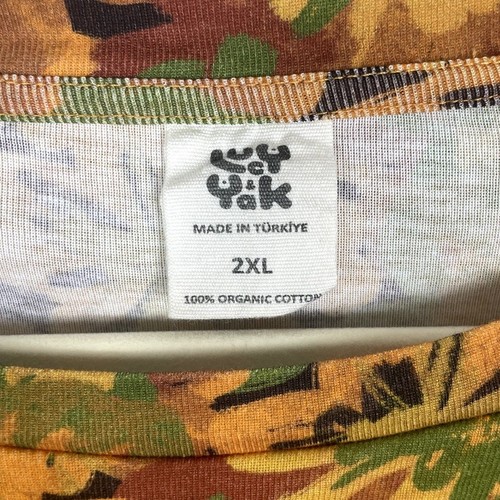 Lucy
& Yak
MADE IN TÜRKİYE
2XL
100% ORGANIC COTTON